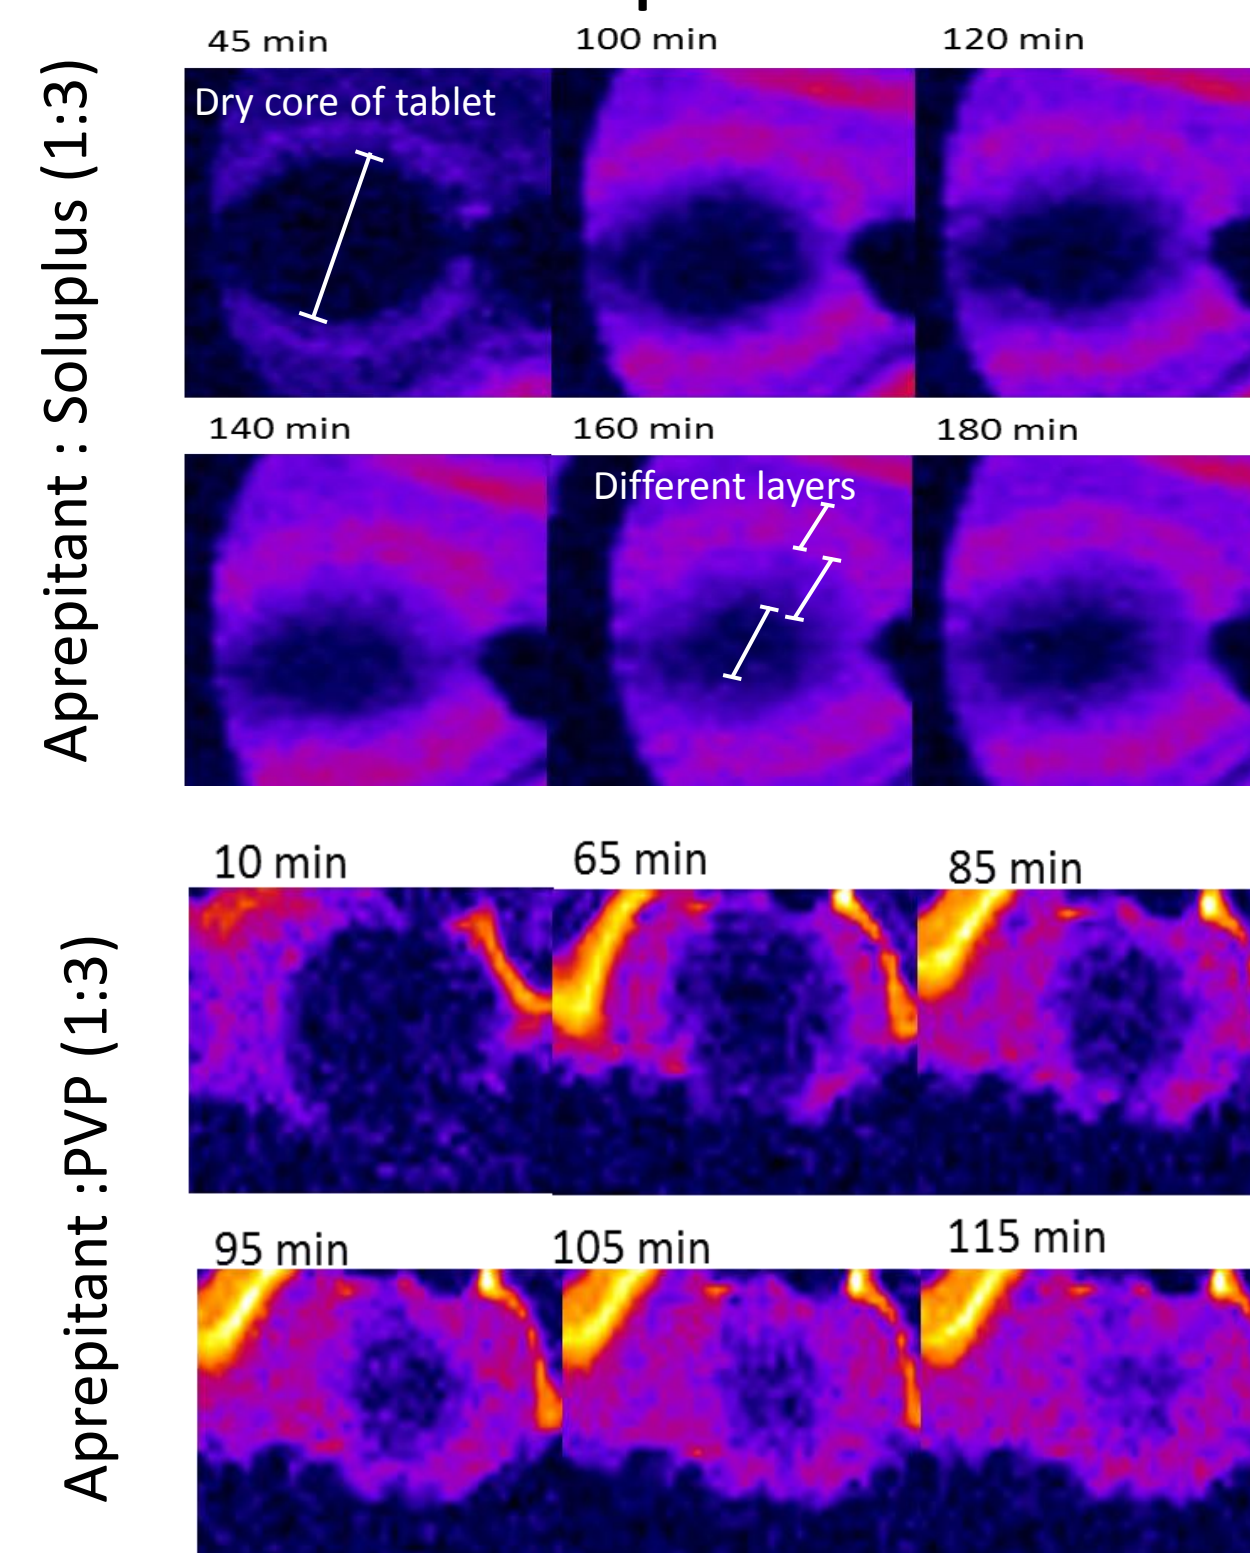 Aprepitant : Soluplus (1:3)
45 min
100 min
120 min
Dry core of tablet
140 min
160 min
180 min
Different layers
Aprepitant :PVP (1:3)
10 min
65 min
85 min
95 min
105 min
115 min